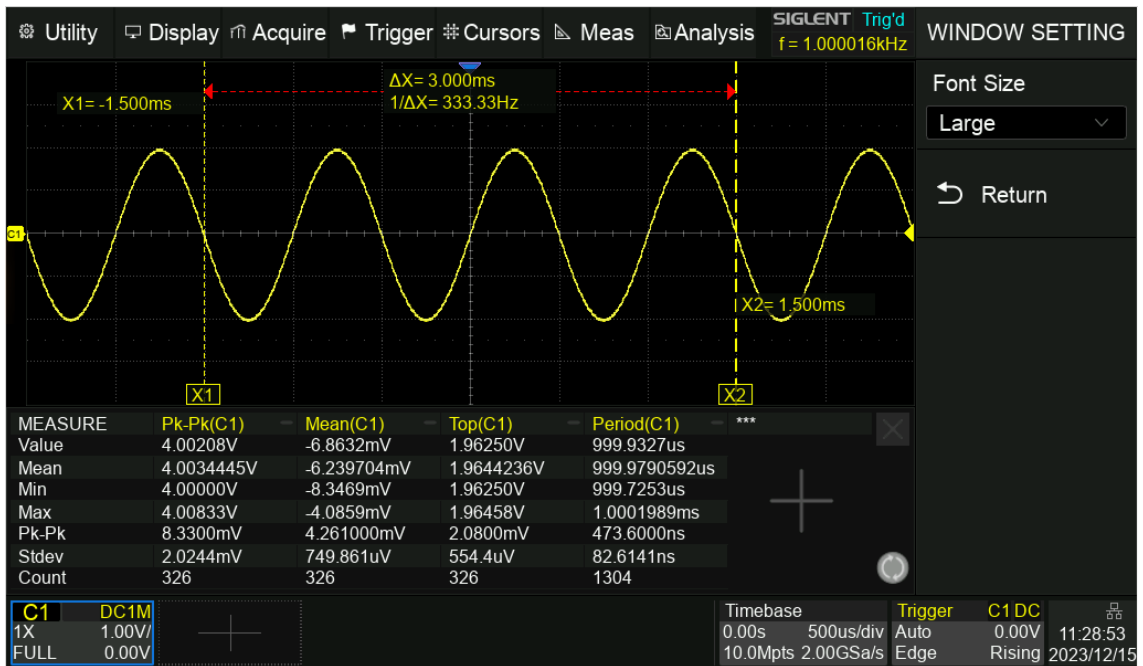 Utility Display Acquire Trigger Cursors Meas Analysis
SIGLENT Trig'd
f = 1.000016kHz
WINDOW SETTING
Font Size
Large
Return
ΔX= 3.000ms
1/ΔX= 333.33Hz
X1= -1.500ms
C1
X2= 1.500ms
X1 X2
MEASURE Pk-Pk(C1) Mean(C1) Top(C1) Period(C1) ***
Value 4.00208V -6.8632mV 1.96250V 999.9327us
Mean 4.0034445V -6.239704mV 1.9644236V 999.9790592us
Min 4.00000V -8.3469mV 1.96250V 999.7253us
Max 4.00833V -4.0859mV 1.96458V 1.0001989ms
Pk-Pk 8.3300mV 4.261000mV 2.0800mV 473.6000ns
Stdev 2.0244mV 749.861uV 554.4uV 82.6141ns
Count 326 326 326 1304
C1 DC1M
1X 1.00V/
FULL 0.00V
Timebase
0.00s 500us/div
10.0Mpts 2.00GSa/s
Trigger C1 DC
Auto 0.00V
Edge Rising
11:28:53
2023/12/15